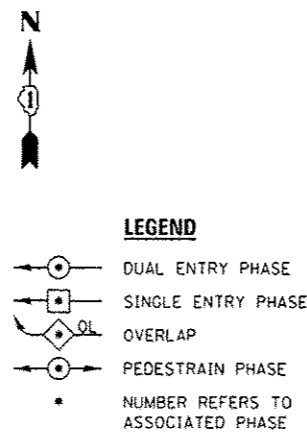 N
1
LEGEND
DUAL ENTRY PHASE
SINGLE ENTRY PHASE
OL
OVERLAP
PEDESTRAIN PHASE
NUMBER REFERS TO
ASSOCIATED PHASE